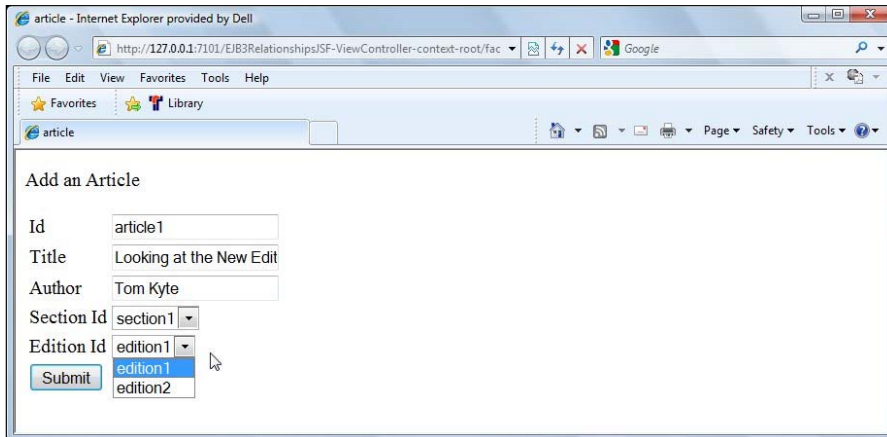 article - Internet Explorer provided by Dell
http://127.0.0.1:7101/EJB3RelationshipsJSF-ViewController-context-root/fac
Google
File Edit View Favorites Tools Help
Favorites Library
article Page Safety Tools
Add an Article
Id article1
Title Looking at the New Edit
Author Tom Kyte
Section Id section1
Edition Id edition1
edition1
Submit
edition2